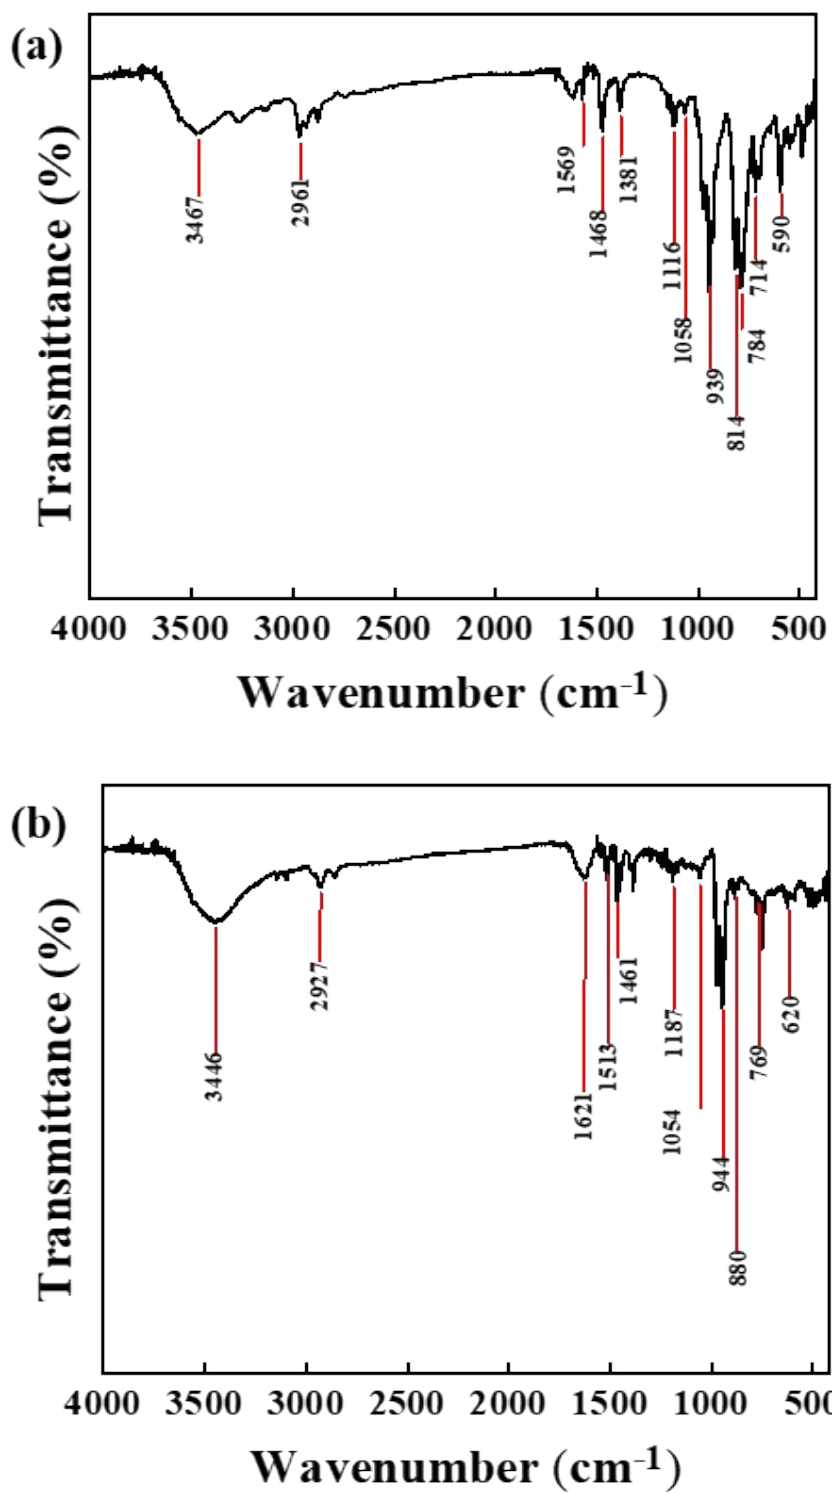 (a)
Transmittance (%)
3467
2961
1569
1468
1381
1116
1058
939
814
784
714
590
4000 3500 3000 2500 2000 1500 1000 500
Wavenumber (cm-1)
(b)
Transmittance (%)
3446
2927
1621
1513
1461
1187
1054
944
880
769
620
4000 3500 3000 2500 2000 1500 1000 500
Wavenumber (cm-1)